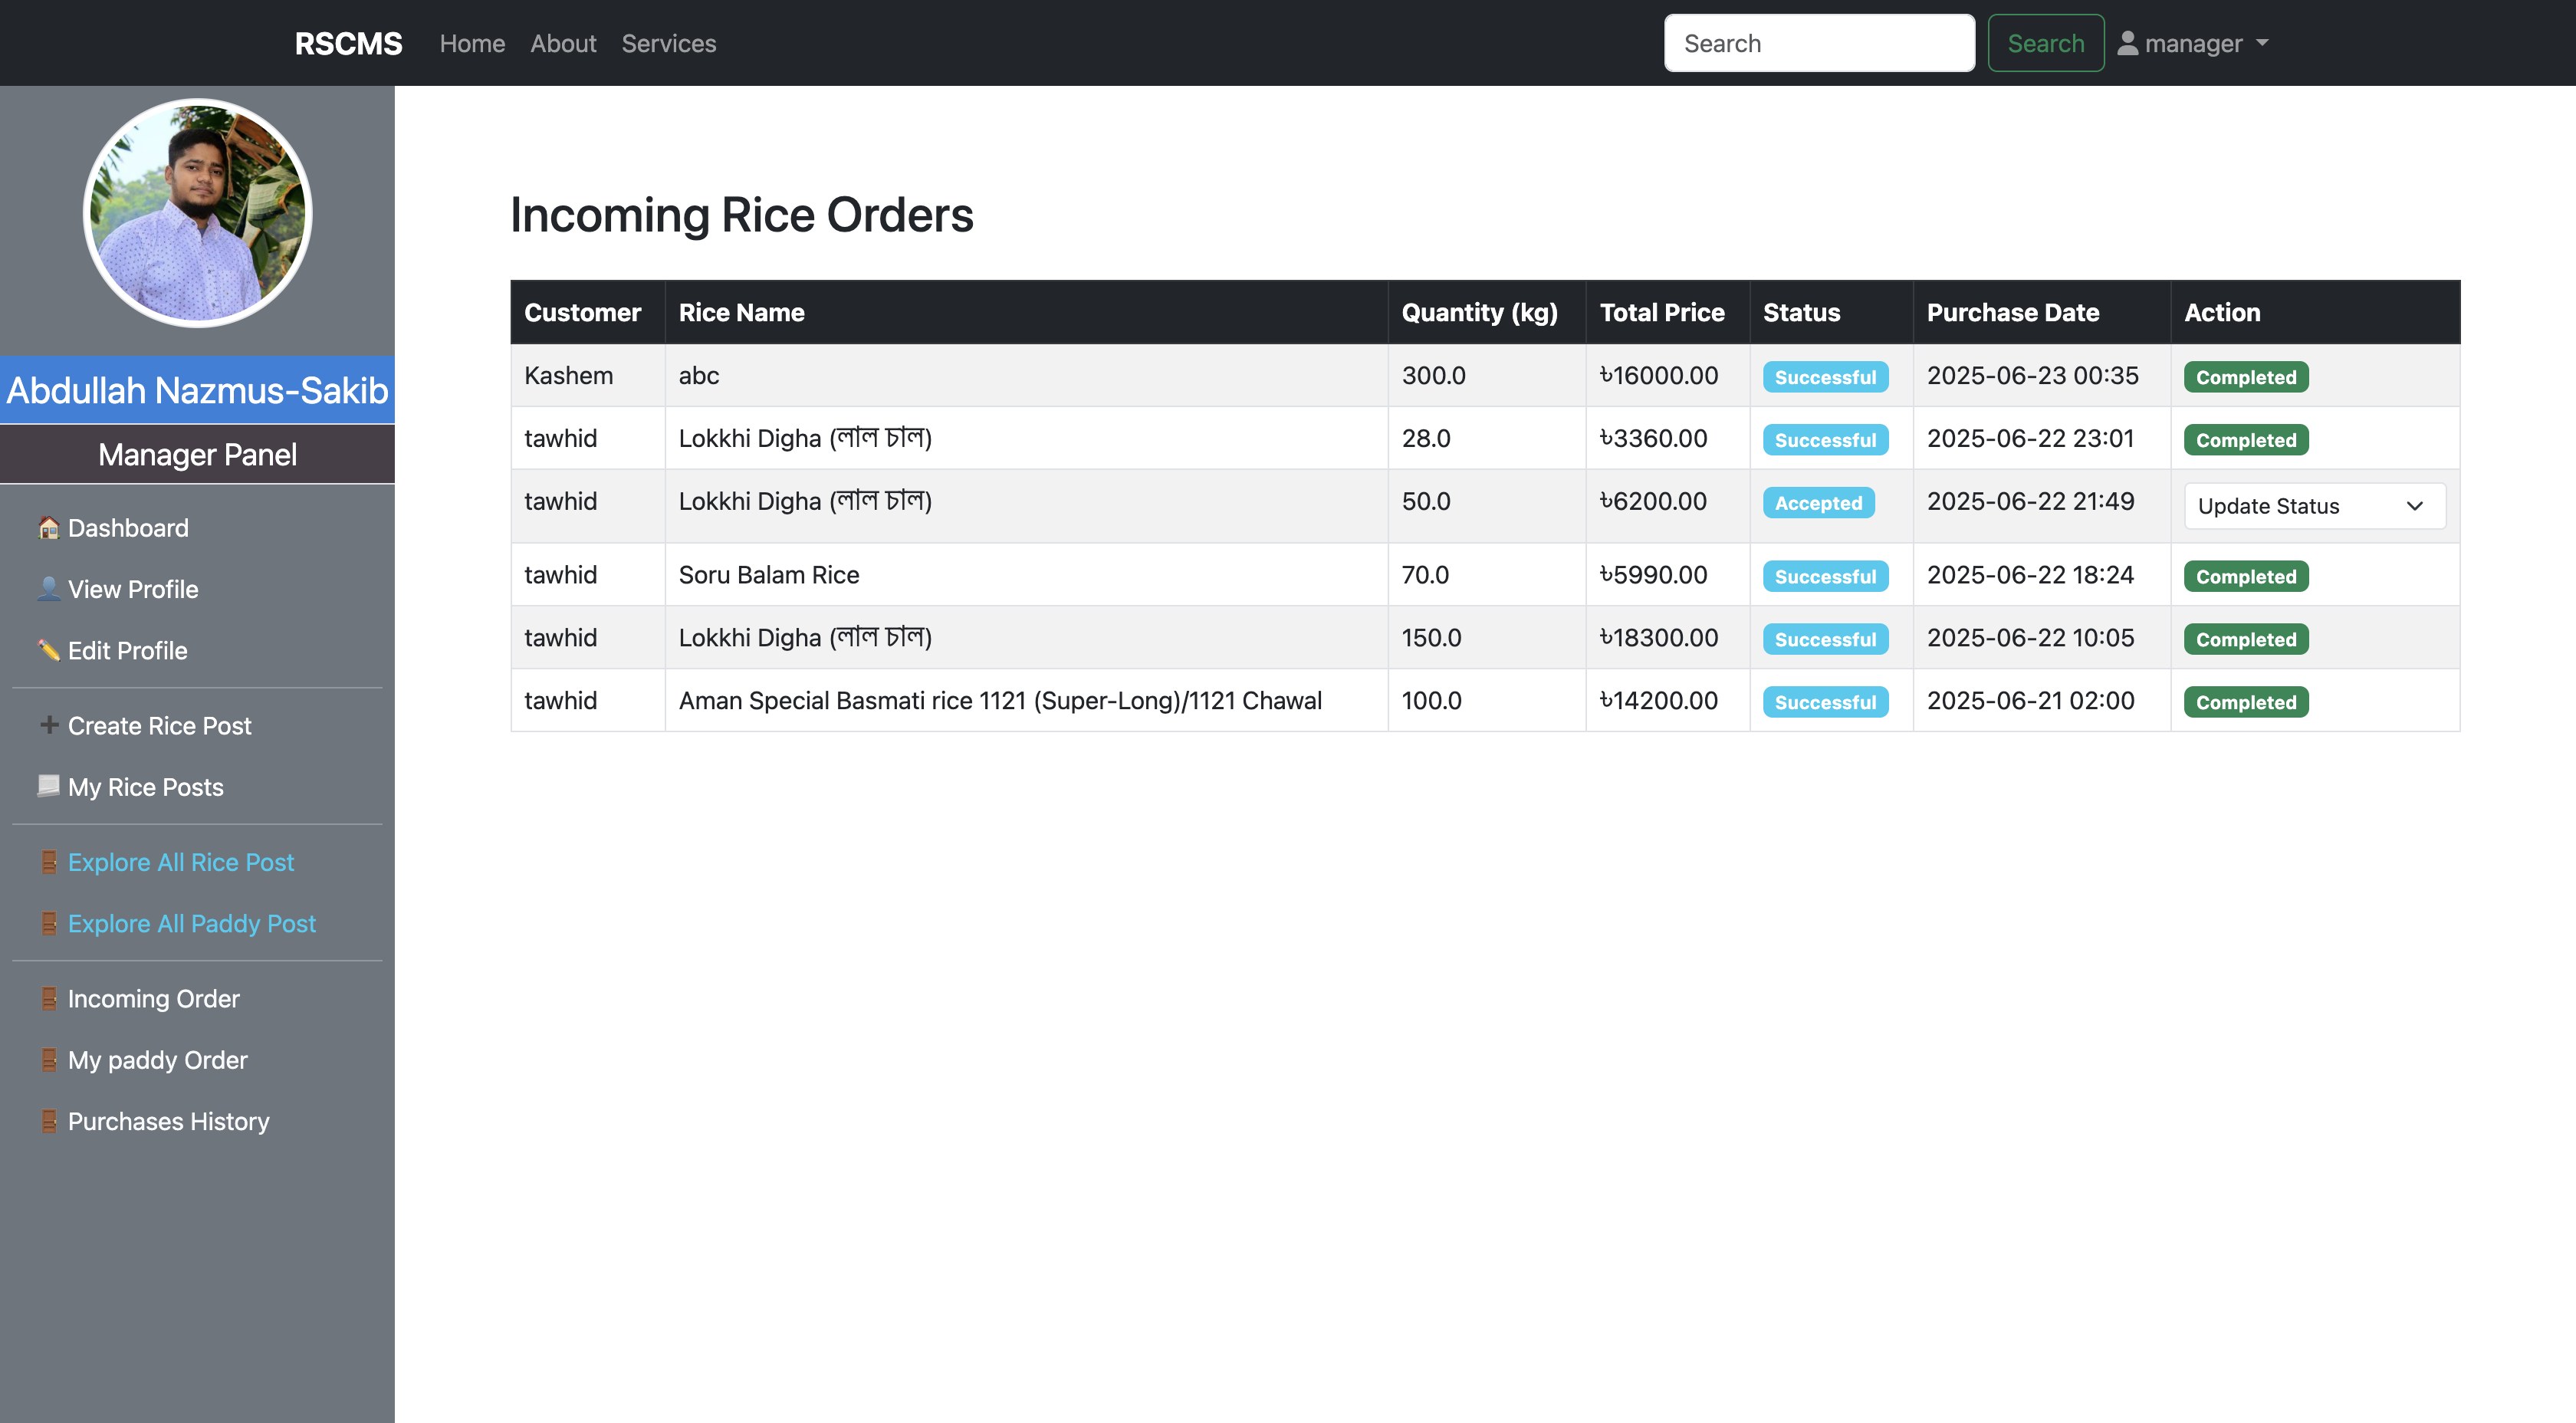 RSCMS Home About Services Search Search manager
Abdullah Nazmus-Sakib
Manager Panel
Dashboard
View Profile
Edit Profile
Create Rice Post
My Rice Posts
Explore All Rice Post
Explore All Paddy Post
Incoming Order
My paddy Order
Purchases History
Incoming Rice Orders
Customer Rice Name Quantity (kg) Total Price Status Purchase Date Action
Kashem abc 300.0 ৳16000.00 Successful 2025-06-23 00:35 Completed
tawhid Lokkhi Digha (লাল চাল) 28.0 ৳3360.00 Successful 2025-06-22 23:01 Completed
tawhid Lokkhi Digha (লাল চাল) 50.0 ৳6200.00 Accepted 2025-06-22 21:49 Update Status
tawhid Soru Balam Rice 70.0 ৳5990.00 Successful 2025-06-22 18:24 Completed
tawhid Lokkhi Digha (লাল চাল) 150.0 ৳18300.00 Successful 2025-06-22 10:05 Completed
tawhid Aman Special Basmati rice 1121 (Super-Long)/1121 Chawal 100.0 ৳14200.00 Successful 2025-06-21 02:00 Completed